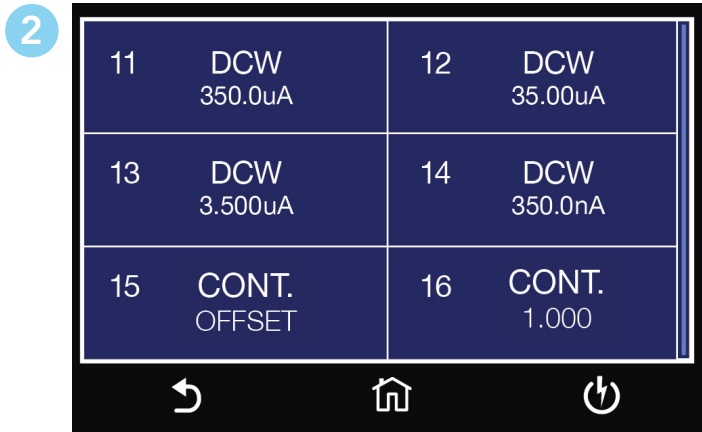 2
11 DCW
350.0uA
12 DCW
35.00uA
13 DCW
3.500uA
14 DCW
350.0nA
15 CONT.
OFFSET
16 CONT.
1.000